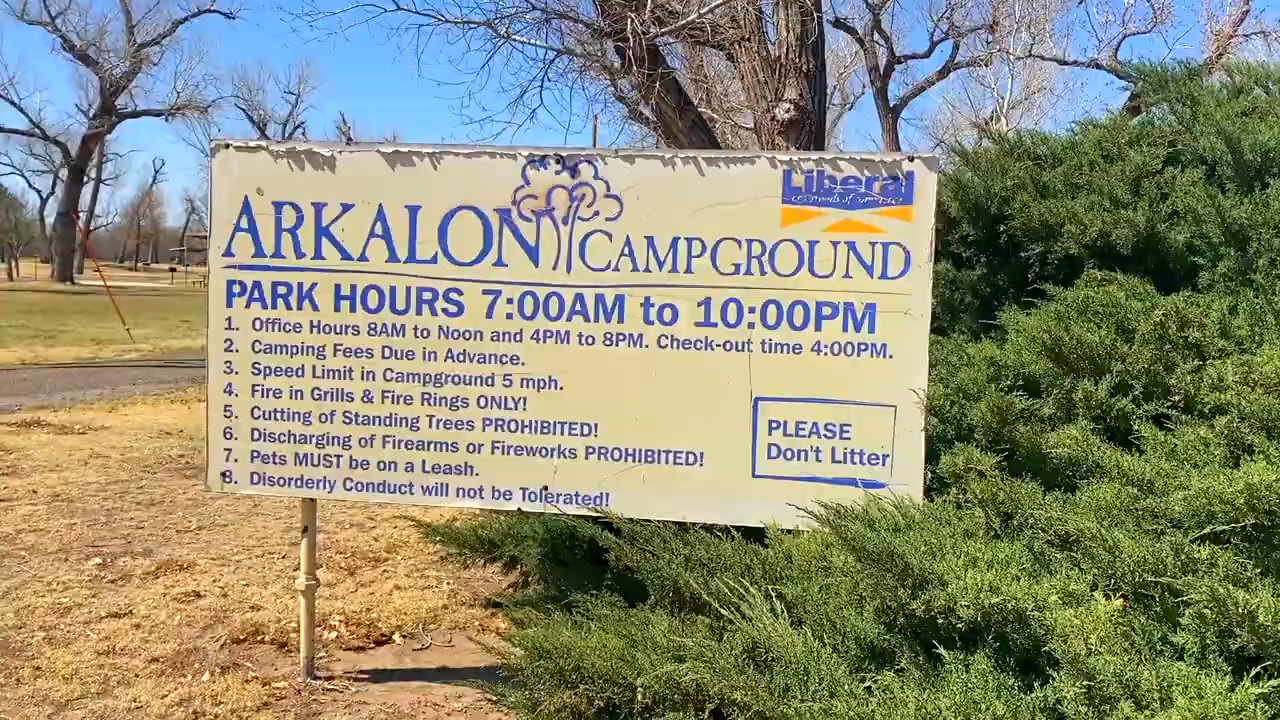 Liberal
ARKALON CAMPGROUND
PARK HOURS 7:00AM to 10:00PM
1. Office Hours 8AM to Noon and 4PM to 8PM. Check-out time 4:00PM.
2. Camping Fees Due in Advance.
3. Speed Limit in Campground 5 mph.
4. Fire in Grills & Fire Rings ONLY!
5. Cutting of Standing Trees PROHIBITED!
6. Discharging of Firearms or Fireworks PROHIBITED!
7. Pets MUST be on a Leash.
8. Disorderly Conduct will not be Tolerated!
PLEASE
Don't Litter